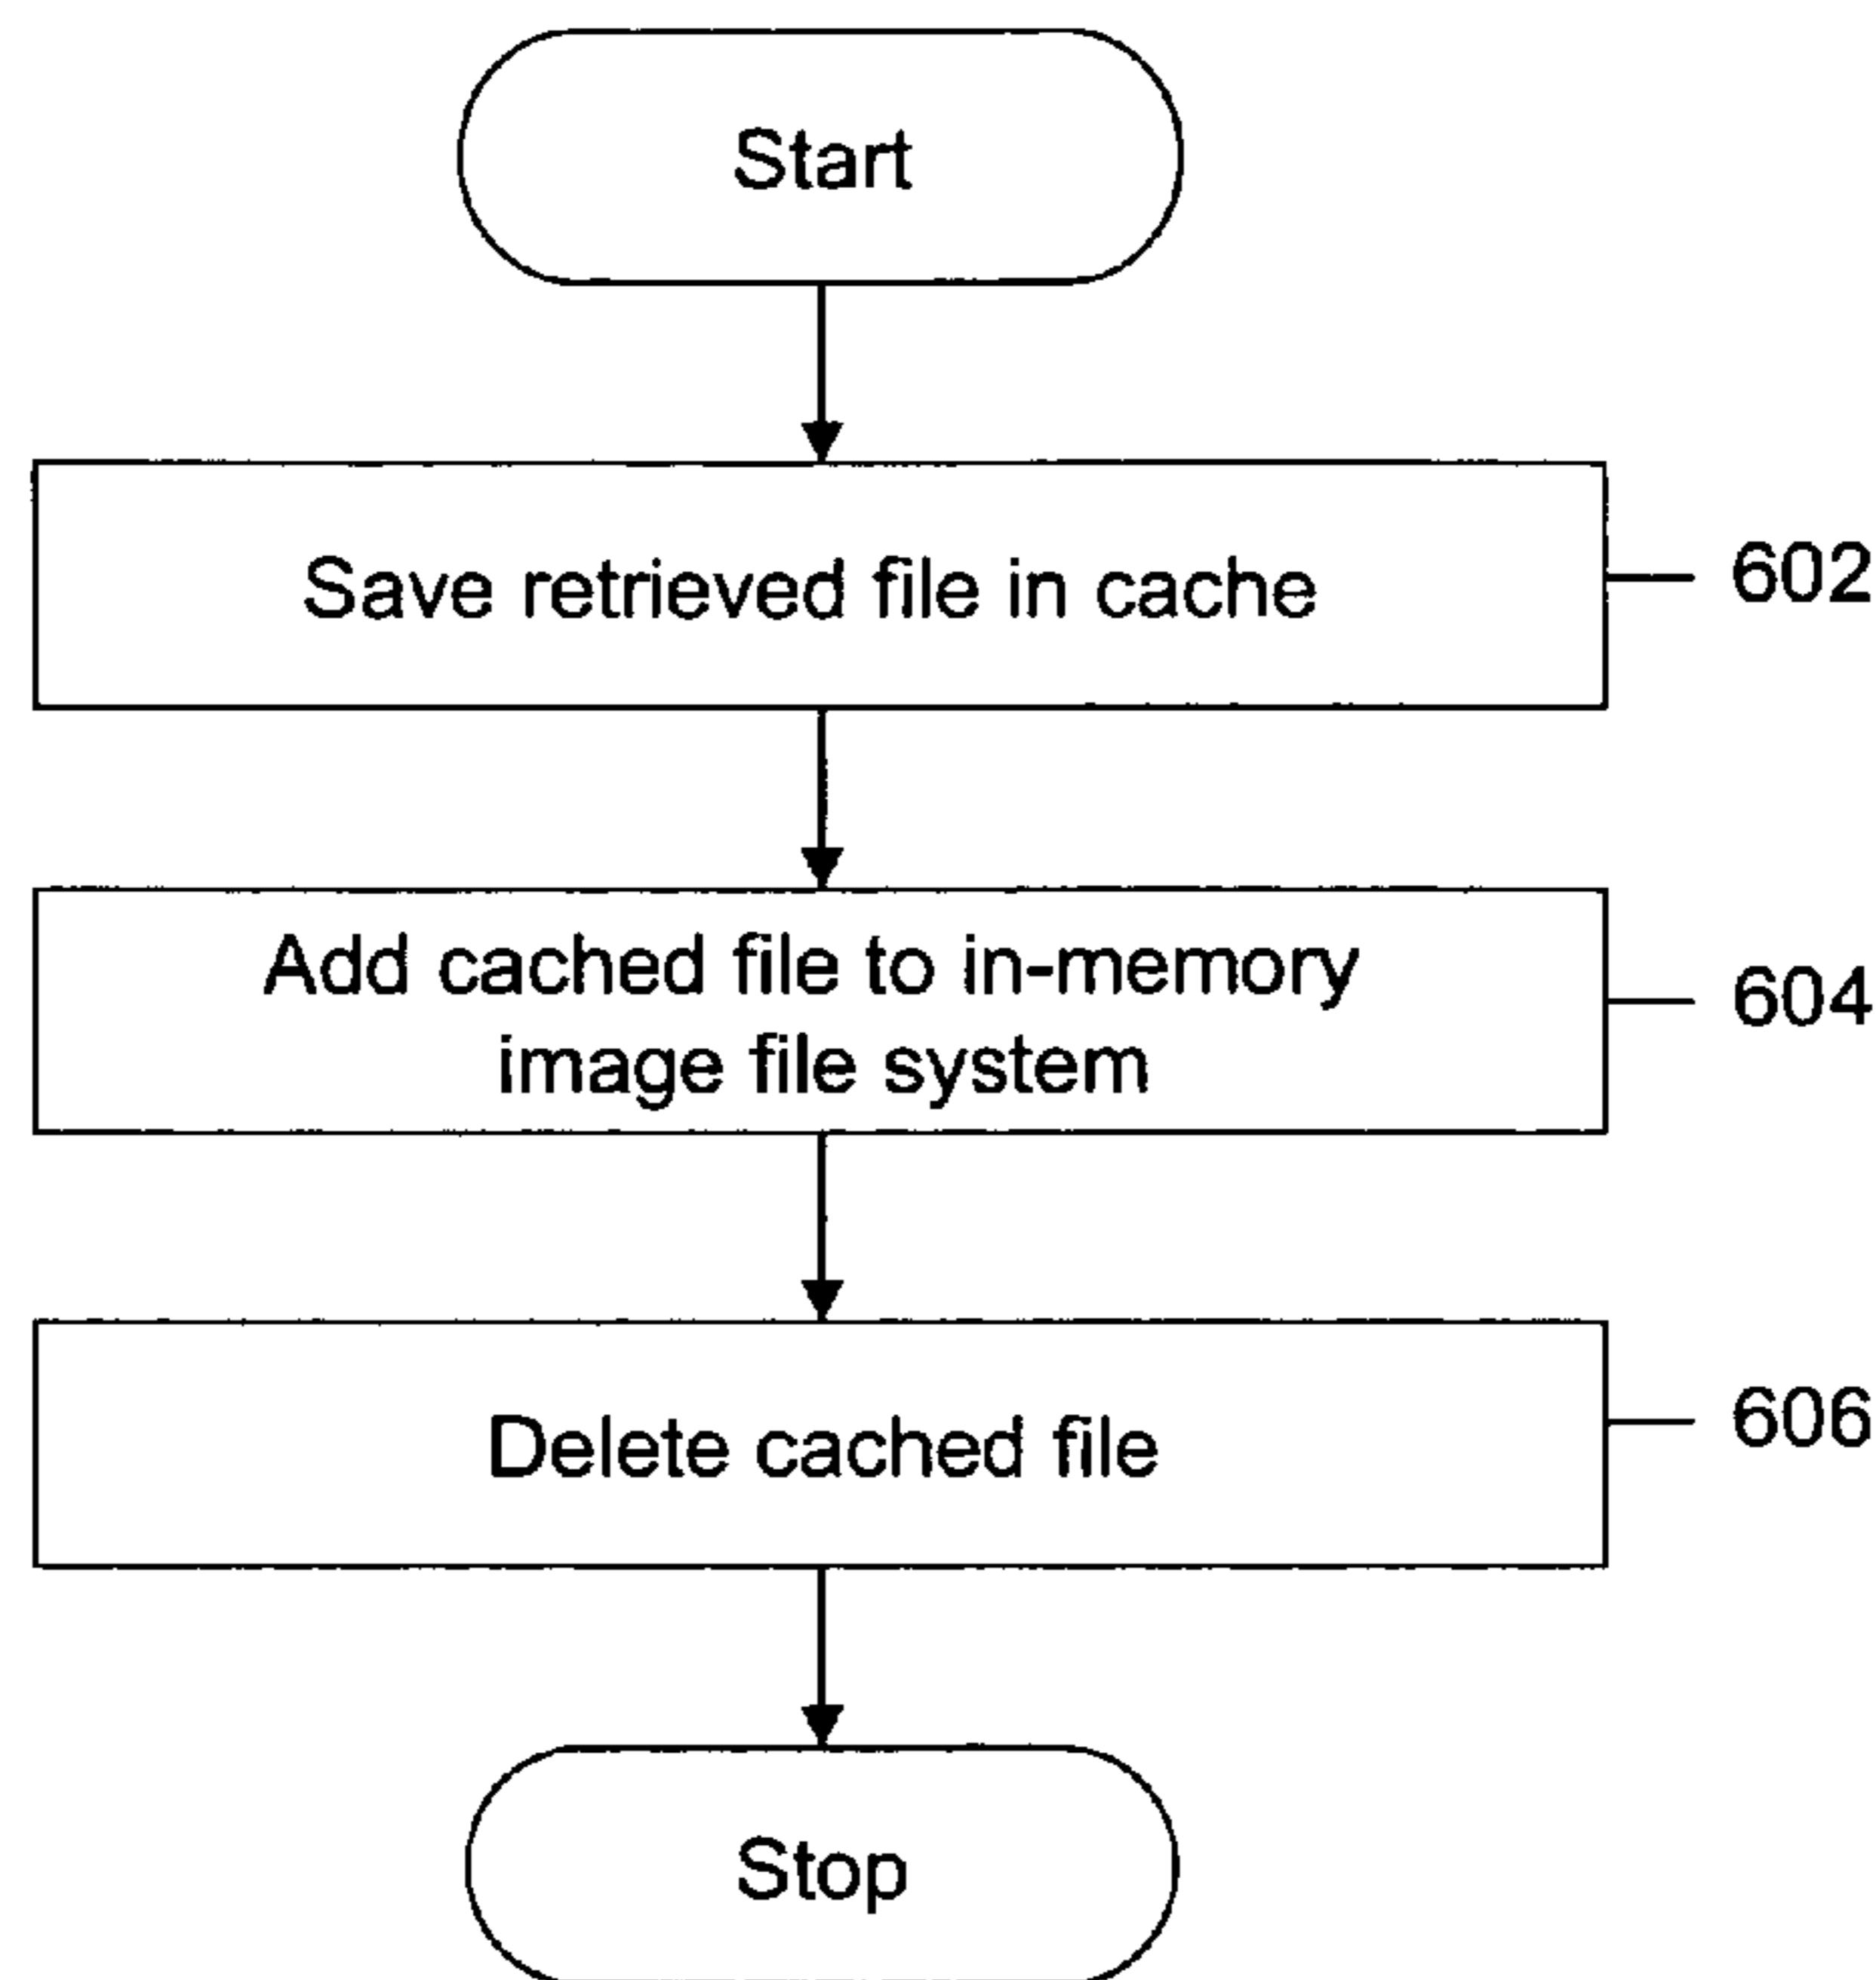 Start
Save retrieved file in cache
602
Add cached file to in-memory
image file system
604
Delete cached file
606
Stop